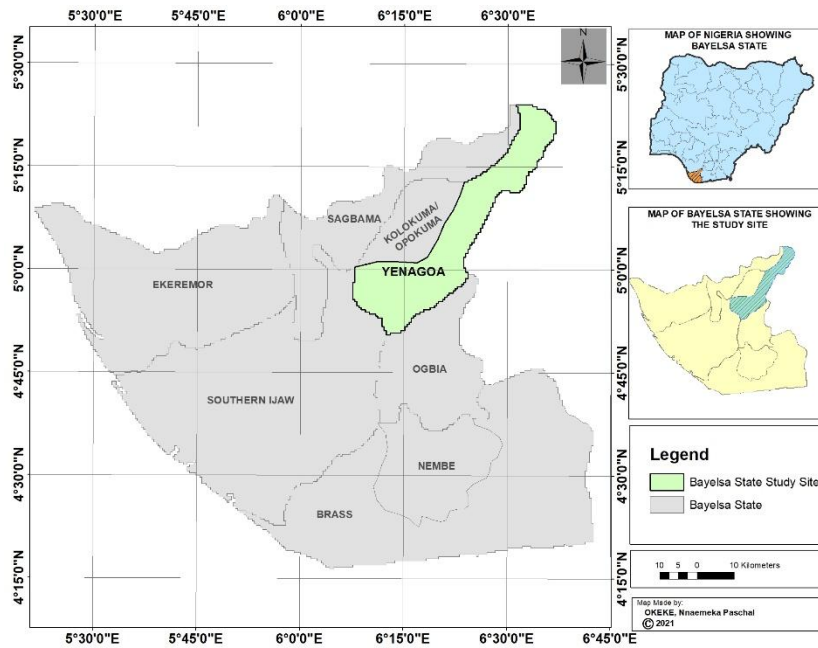 5°30'0"E 5°45'0"E 6°0'0"E 6°15'0"E 6°30'0"E
N
5°30'0"N
5°15'0"N
5°0'0"N
4°45'0"N
4°30'0"N
4°15'0"N
SAGBAMA
KOLOKUMA/
OPOKUMA
YENAGOA
EKEREMOR
OGBIA
SOUTHERN IJAW
NEMBE
BRASS
5°30'0"N
5°15'0"N
5°0'0"N
4°45'0"N
4°30'0"N
4°15'0"N
5°30'0"E 5°45'0"E 6°0'0"E 6°15'0"E 6°30'0"E 6°45'0"E
MAP OF NIGERIA SHOWING
BAYELSA STATE
MAP OF BAYELSA STATE SHOWING
THE STUDY SITE
Legend
Bayelsa State Study Site
Bayelsa State
10 5 0 10 Kilometers
Map Made by:
OKEKE, Nnaemeka Paschal
© 2021